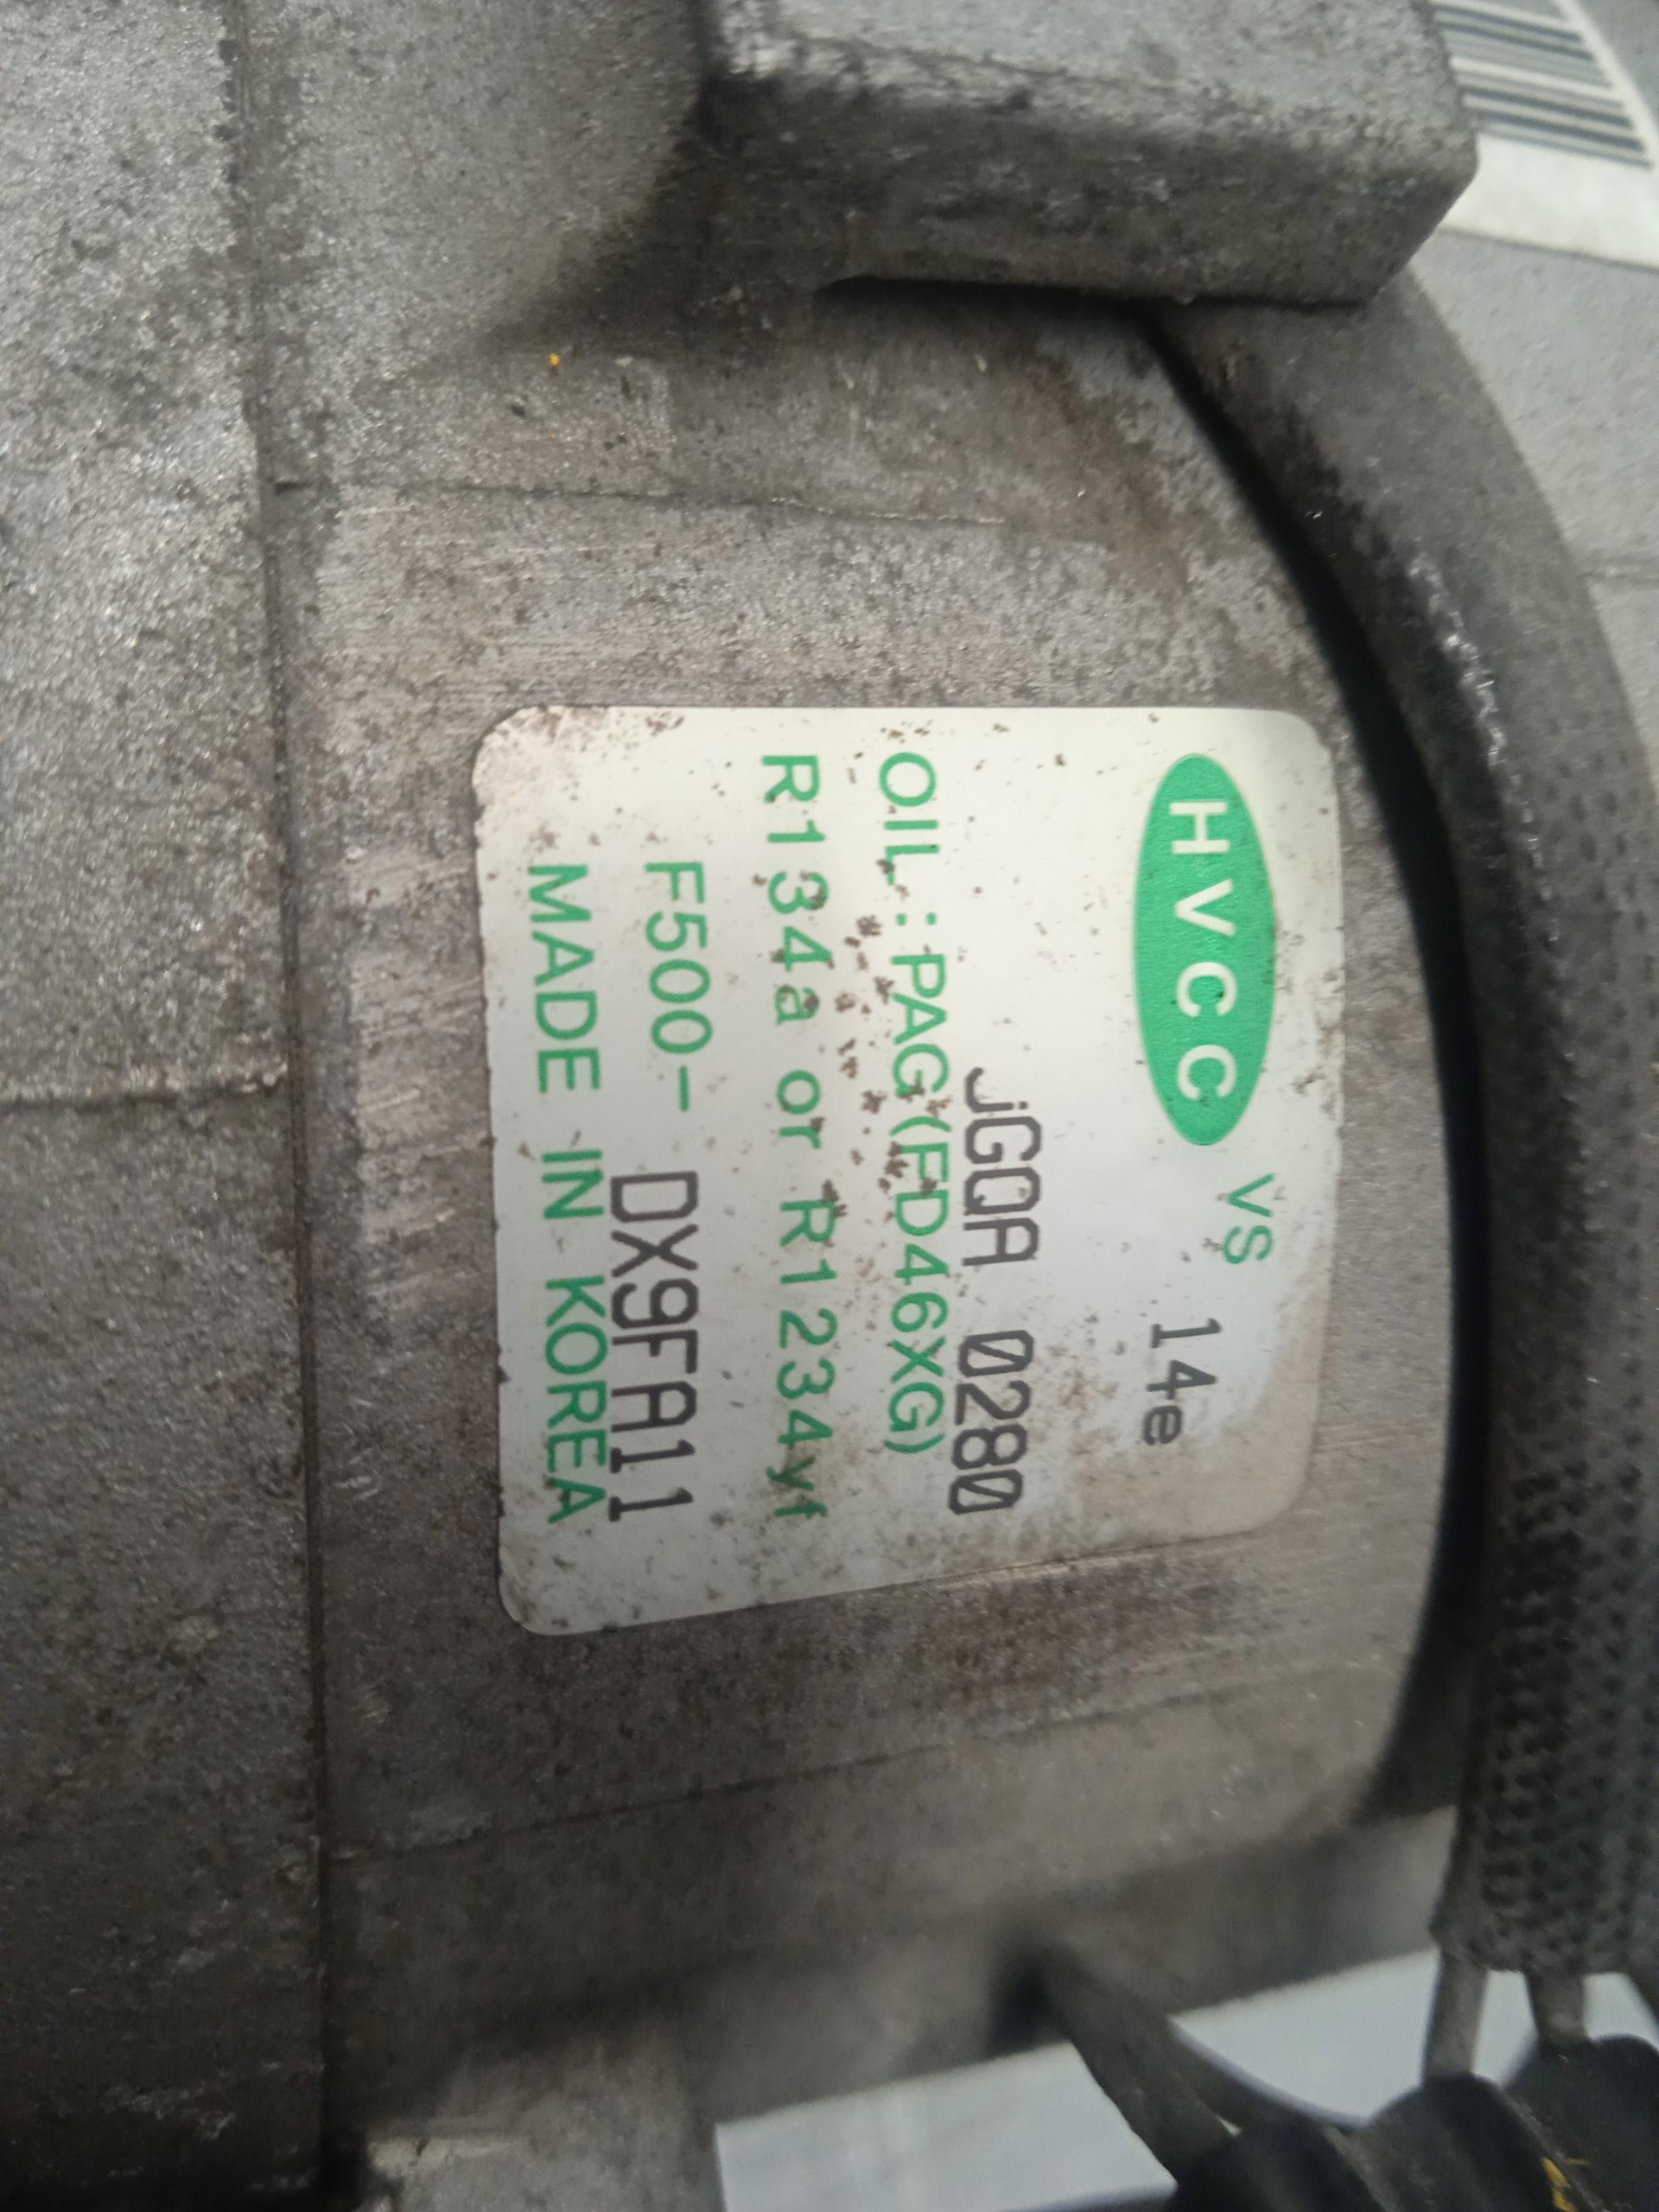 HVCC VS 14e
JGQA 0280
OIL:PAG(FD46XG)
R134a or R1234yf
F500- DX9FA11
MADE IN KOREA